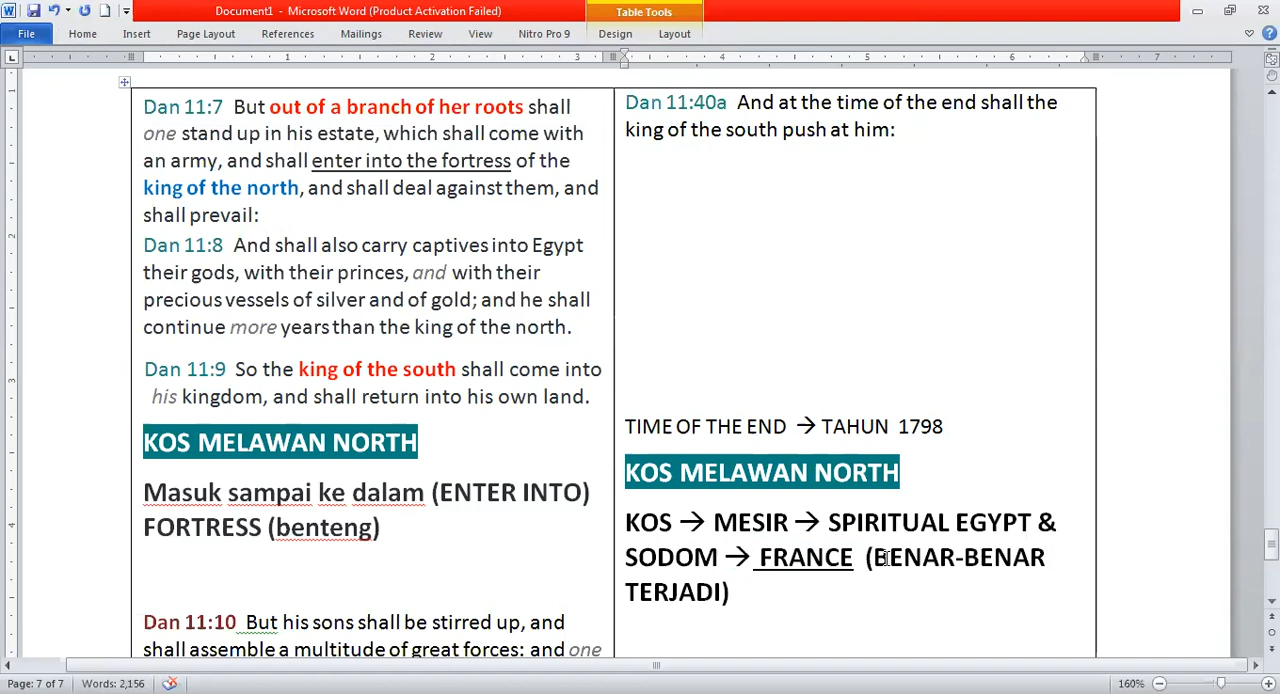 Document1 - Microsoft Word (Product Activation Failed)
Table Tools
File Home Insert Page Layout References Mailings Review View Nitro Pro 9 Design Layout
1 2 3 4 5 6 7
Dan 11:7 But out of a branch of her roots shall
one stand up in his estate, which shall come with
an army, and shall enter into the fortress of the
king of the north, and shall deal against them, and
shall prevail:
Dan 11:8 And shall also carry captives into Egypt
their gods, with their princes, and with their
precious vessels of silver and of gold; and he shall
continue more years than the king of the north.
Dan 11:9 So the king of the south shall come into
his kingdom, and shall return into his own land.
KOS MELAWAN NORTH
Masuk sampai ke dalam (ENTER INTO)
FORTRESS (benteng)
Dan 11:10 But his sons shall be stirred up, and
shall assemble a multitude of great forces: and one
Dan 11:40a And at the time of the end shall the
king of the south push at him:
TIME OF THE END → TAHUN 1798
KOS MELAWAN NORTH
KOS → MESIR → SPIRITUAL EGYPT &
SODOM → FRANCE (BENAR-BENAR
TERJADI)
Page: 7 of 7 Words: 2,156 160%